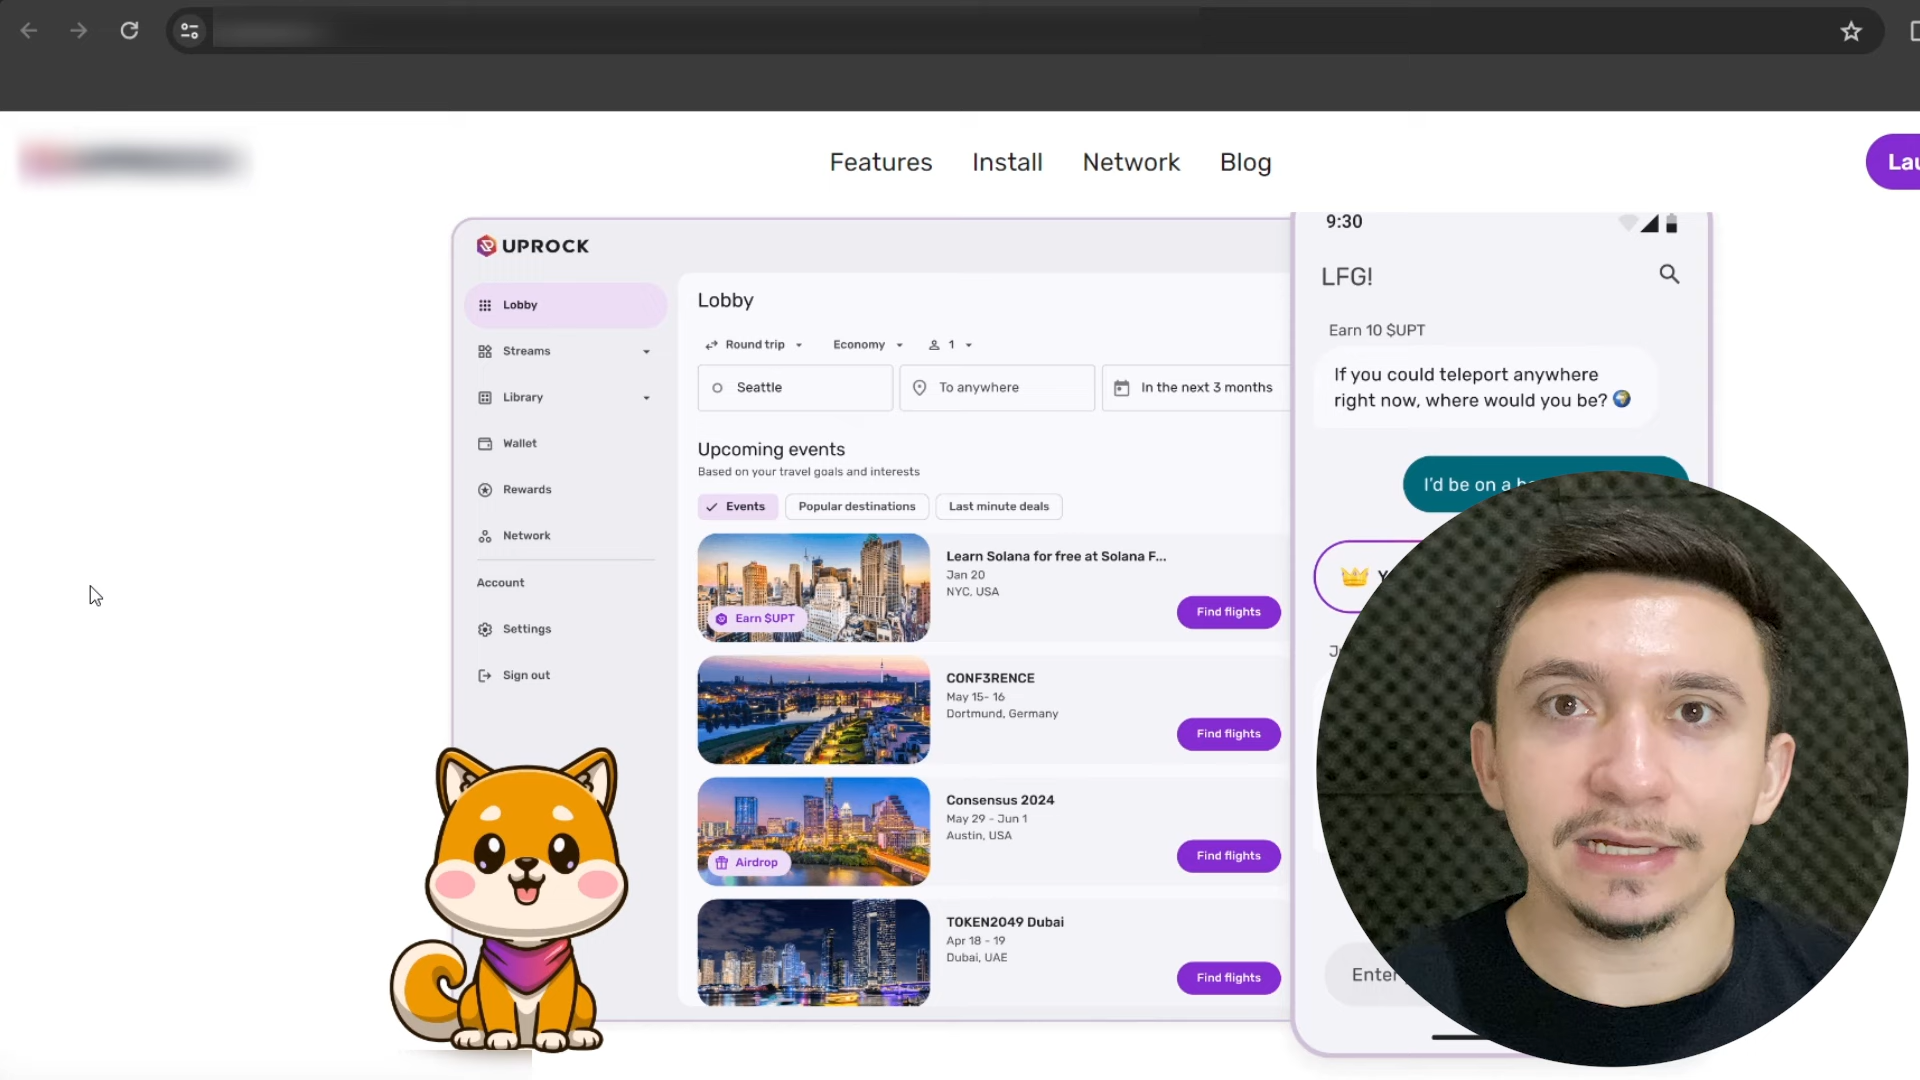 Features Install Network Blog
Lau
UPROCK
Lobby
Streams
Library
Wallet
Rewards
Network
Account
Settings
Sign out
Lobby
Round trip Economy 1
Seattle To anywhere In the next 3 months
Upcoming events
Based on your travel goals and interests
Events Popular destinations Last minute deals
Earn $UPT
Learn Solana for free at Solana F...
Jan 20
NYC, USA
Find flights
CONF3RENCE
May 15- 16
Dortmund, Germany
Find flights
Airdrop
Consensus 2024
May 29 - Jun 1
Austin, USA
Find flights
TOKEN2049 Dubai
Apr 18 - 19
Dubai, UAE
Find flights
9:30
LFG!
Earn 10 $UPT
If you could teleport anywhere
right now, where would you be?
I'd be on a
Enter